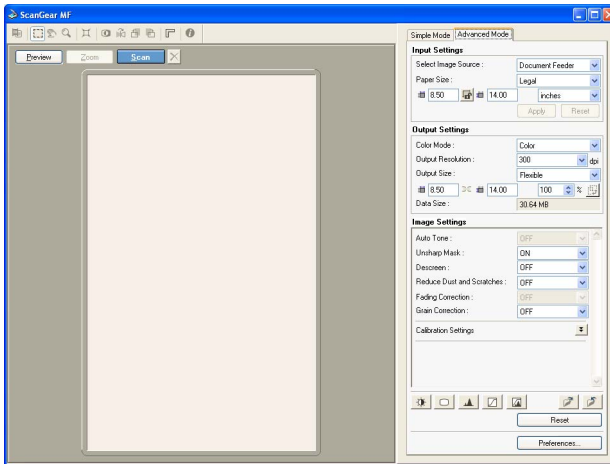 ScanGear MF
Simple Mode Advanced Mode
Preview Zoom Scan
Input Settings
Select Image Source : Document Feeder
Paper Size : Legal
8.50 14.00 inches
Apply Reset
Output Settings
Color Mode : Color
Output Resolution : 300 dpi
Output Size : Flexible
8.50 14.00 100 %
Data Size : 30.64 MB
Image Settings
Auto Tone : OFF
Unsharp Mask : ON
Descreen : OFF
Reduce Dust and Scratches : OFF
Fading Correction : OFF
Grain Correction : OFF
Calibration Settings
Reset
Preferences...